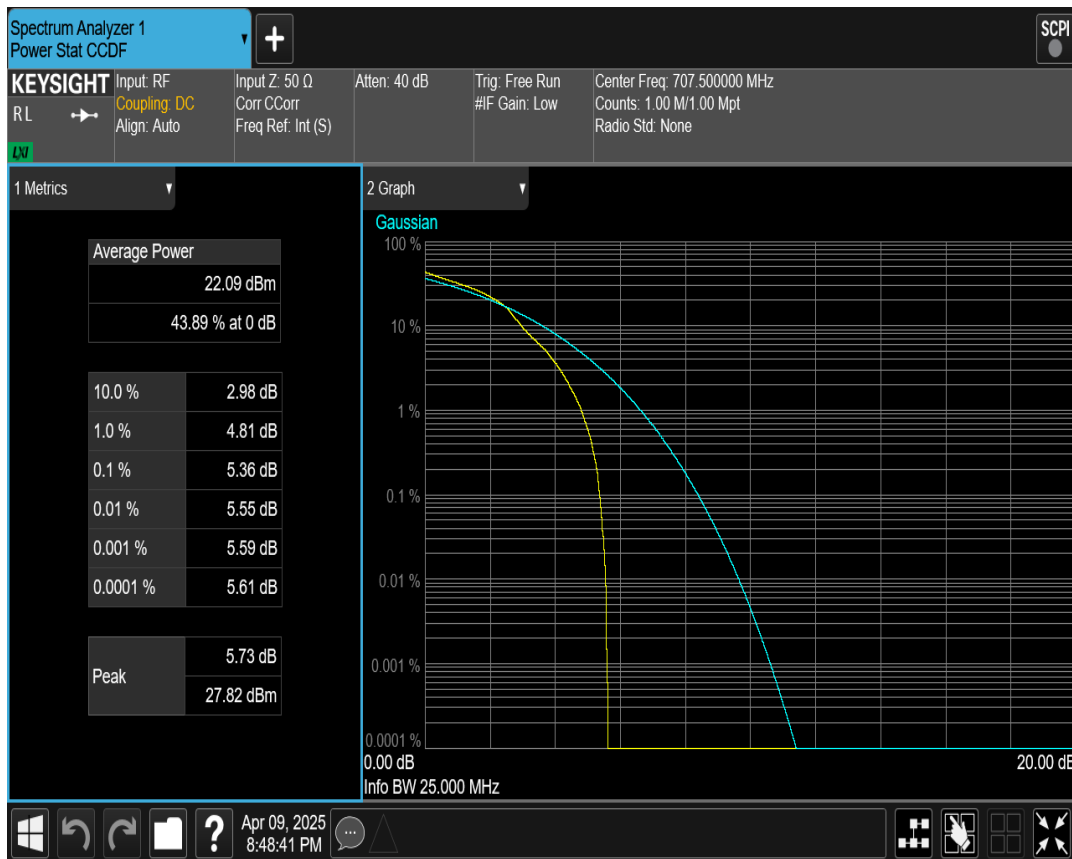 Spectrum Analyzer 1
Power Stat CCDF
SCPI
KEYSIGHT
RL
LXI
Input: RF
Coupling: DC
Align: Auto
Input Z: 50 Ω
Corr CCorr
Freq Ref: Int (S)
Atten: 40 dB
Trig: Free Run
#IF Gain: Low
Center Freq: 707.500000 MHz
Counts: 1.00 M/1.00 Mpt
Radio Std: None
1 Metrics
Average Power
22.09 dBm
43.89 % at 0 dB
10.0 % 2.98 dB
1.0 % 4.81 dB
0.1 % 5.36 dB
0.01 % 5.55 dB
0.001 % 5.59 dB
0.0001 % 5.61 dB
Peak
5.73 dB
27.82 dBm
2 Graph
Gaussian
100 %
10 %
1 %
0.1 %
0.01 %
0.001 %
0.0001 %
0.00 dB 20.00 dB
Info BW 25.000 MHz
Apr 09, 2025
8:48:41 PM